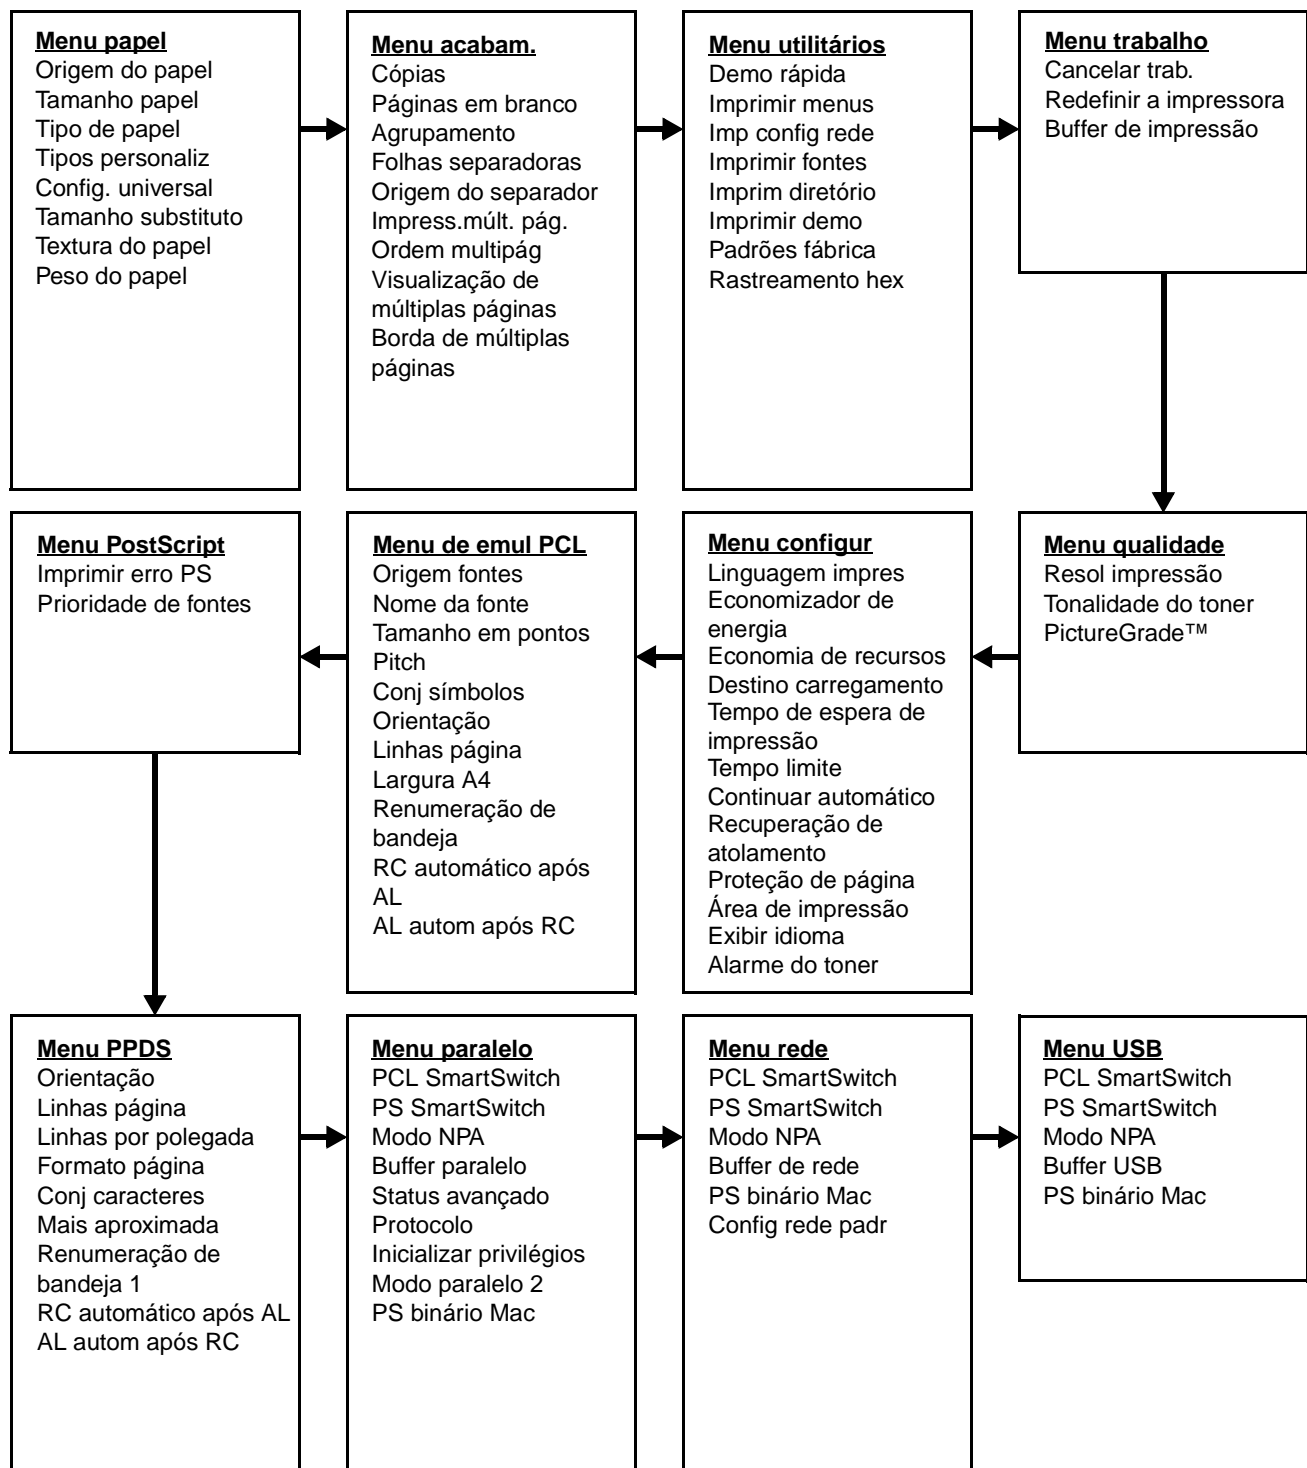 Menu papel
Origem do papel
Tamanho papel
Tipo de papel
Tipos personaliz
Config. universal
Tamanho substituto
Textura do papel
Peso do papel
Menu acabam.
Cópias
Páginas em branco
Agrupamento
Folhas separadoras
Origem do separador
Impress.múlt. pág.
Ordem multipág
Visualização de
múltiplas páginas
Borda de múltiplas
páginas
Menu utilitários
Demo rápida
Imprimir menus
Imp config rede
Imprimir fontes
Imprim diretório
Imprimir demo
Padrões fábrica
Rastreamento hex
Menu trabalho
Cancelar trab.
Redefinir a impressora
Buffer de impressão
Menu PostScript
Imprimir erro PS
Prioridade de fontes
Menu de emul PCL
Origem fontes
Nome da fonte
Tamanho em pontos
Pitch
Conj símbolos
Orientação
Linhas página
Largura A4
Renumeração de
bandeja
RC automático após
AL
AL autom após RC
Menu configur
Linguagem impres
Economizador de
energia
Economia de recursos
Destino carregamento
Tempo de espera de
impressão
Tempo limite
Continuar automático
Recuperação de
atolamento
Proteção de página
Área de impressão
Exibir idioma
Alarme do toner
Menu qualidade
Resol impressão
Tonalidade do toner
PictureGrade™
Menu PPDS
Orientação
Linhas página
Linhas por polegada
Formato página
Conj caracteres
Mais aproximada
Renumeração de
bandeja 1
RC automático após AL
AL autom após RC
Menu paralelo
PCL SmartSwitch
PS SmartSwitch
Modo NPA
Buffer paralelo
Status avançado
Protocolo
Inicializar privilégios
Modo paralelo 2
PS binário Mac
Menu rede
PCL SmartSwitch
PS SmartSwitch
Modo NPA
Buffer de rede
PS binário Mac
Config rede padr
Menu USB
PCL SmartSwitch
PS SmartSwitch
Modo NPA
Buffer USB
PS binário Mac